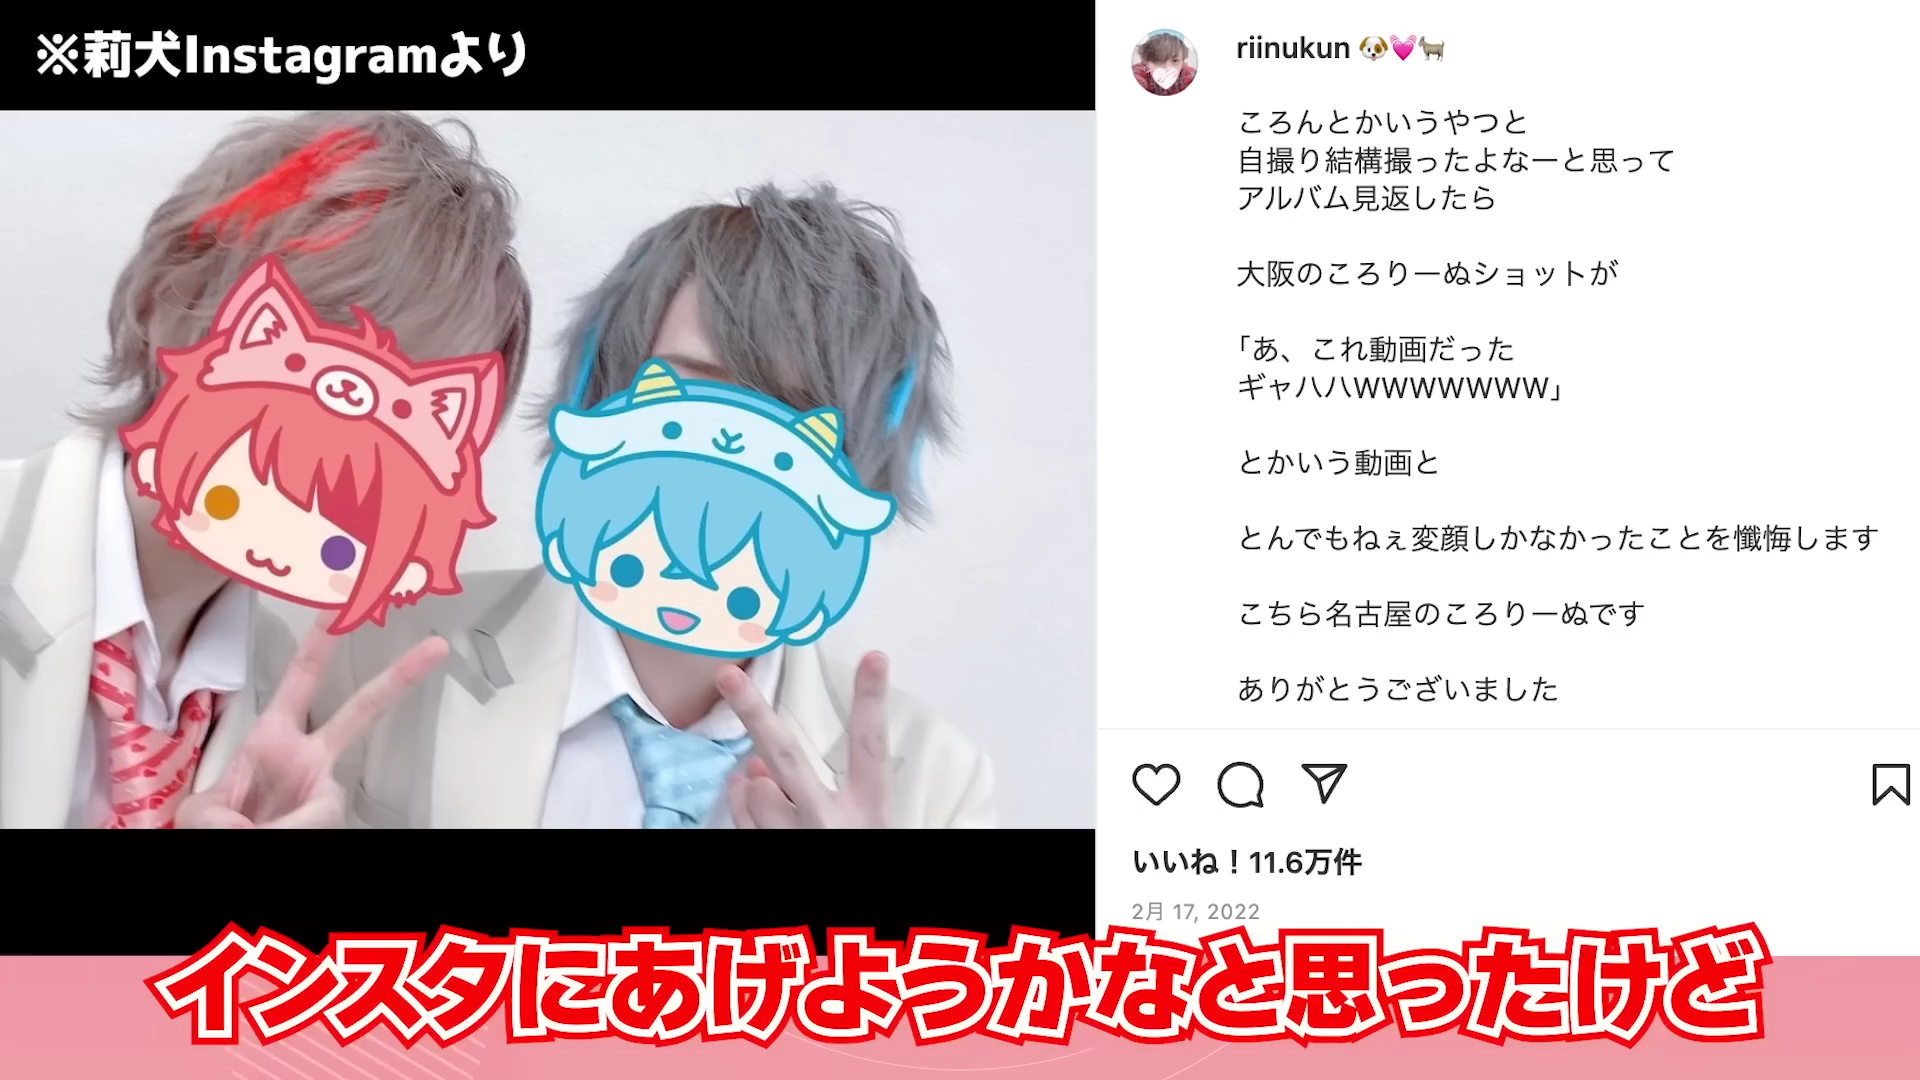 ※莉犬Instagramより
riinukun 🐶💓🐐
ころんとかいうやつと
自撮り結構撮ったよなーと思って
アルバム見返したら
大阪のころりーぬショットが
「あ、これ動画だった
ギャハハWWWWWWW」
とかいう動画と
とんでもねぇ変顔しかなかったことを懺悔します
こちら名古屋のころりーぬです
ありがとうございました
いいね！11.6万件
2月 17, 2022
インスタにあげようかなと思ったけど